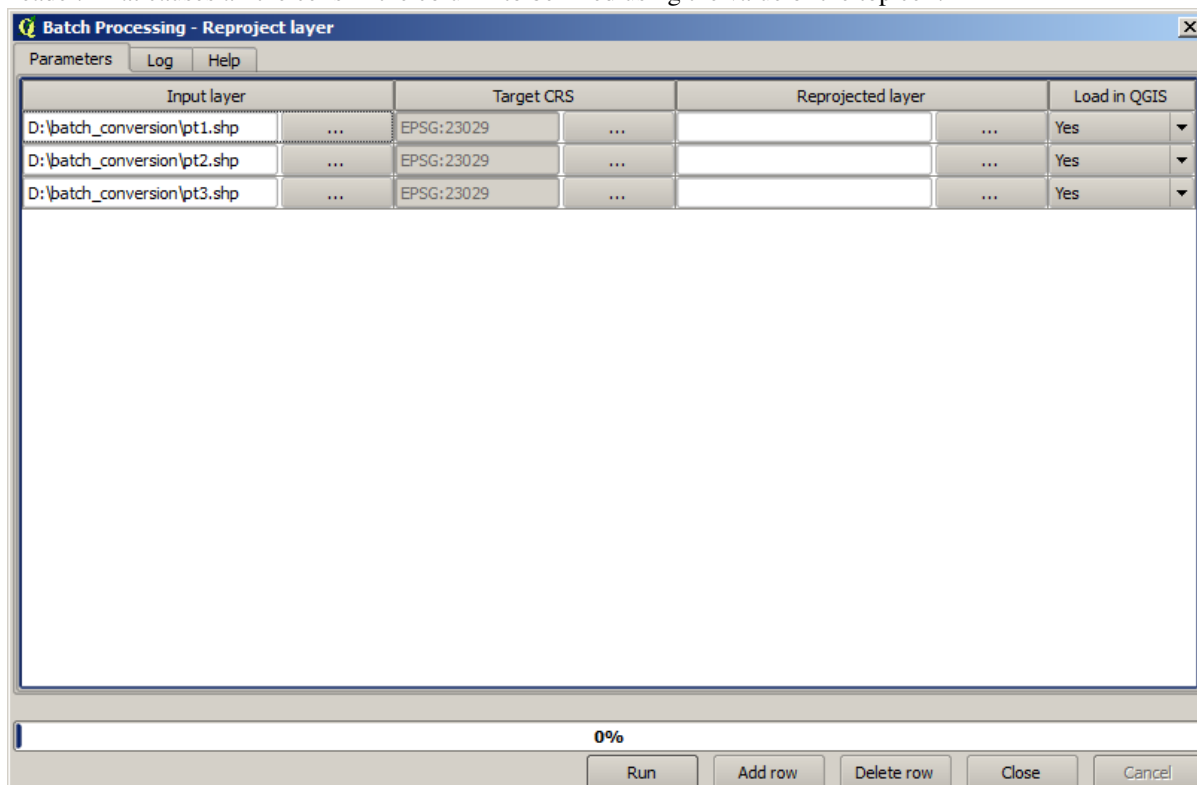 Batch Processing - Reproject layer
Parameters Log Help
Input layer Target CRS Reprojected layer Load in QGIS
D:\batch_conversion\pt1.shp ... EPSG:23029 ... ... Yes
D:\batch_conversion\pt2.shp ... EPSG:23029 ... ... Yes
D:\batch_conversion\pt3.shp ... EPSG:23029 ... ... Yes
0%
Run Add row Delete row Close Cancel